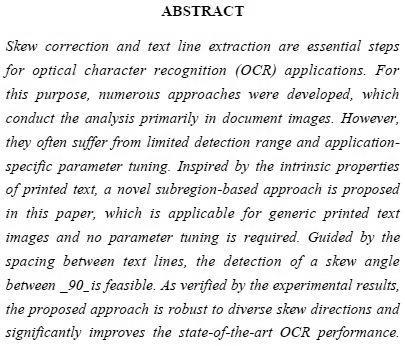 ABSTRACT
Skew correction and text line extraction are essential steps
for optical character recognition (OCR) applications. For
this purpose, numerous approaches were developed, which
conduct the analysis primarily in document images. However,
they often suffer from limited detection range and application-
specific parameter tuning. Inspired by the intrinsic properties
of printed text, a novel subregion-based approach is proposed
in this paper, which is applicable for generic printed text
images and no parameter tuning is required. Guided by the
spacing between text lines, the detection of a skew angle
between _90_is feasible. As verified by the experimental results,
the proposed approach is robust to diverse skew directions and
significantly improves the state-of-the-art OCR performance.